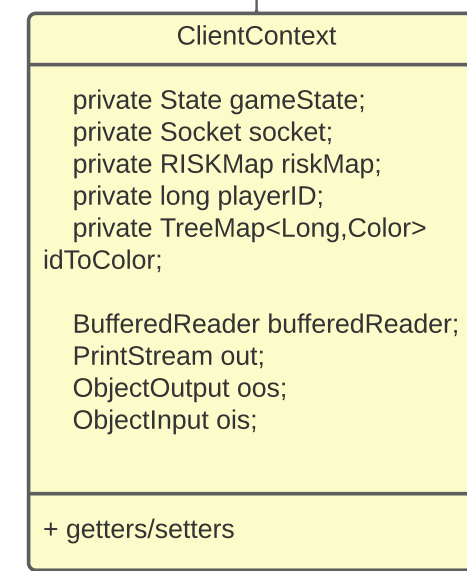 ClientContext
private State gameState;
private Socket socket;
private RISKMap riskMap;
private long playerID;
private TreeMap<Long,Color>
idToColor;
BufferedReader bufferedReader;
PrintStream out;
ObjectOutput oos;
ObjectInput ois;
+ getters/setters